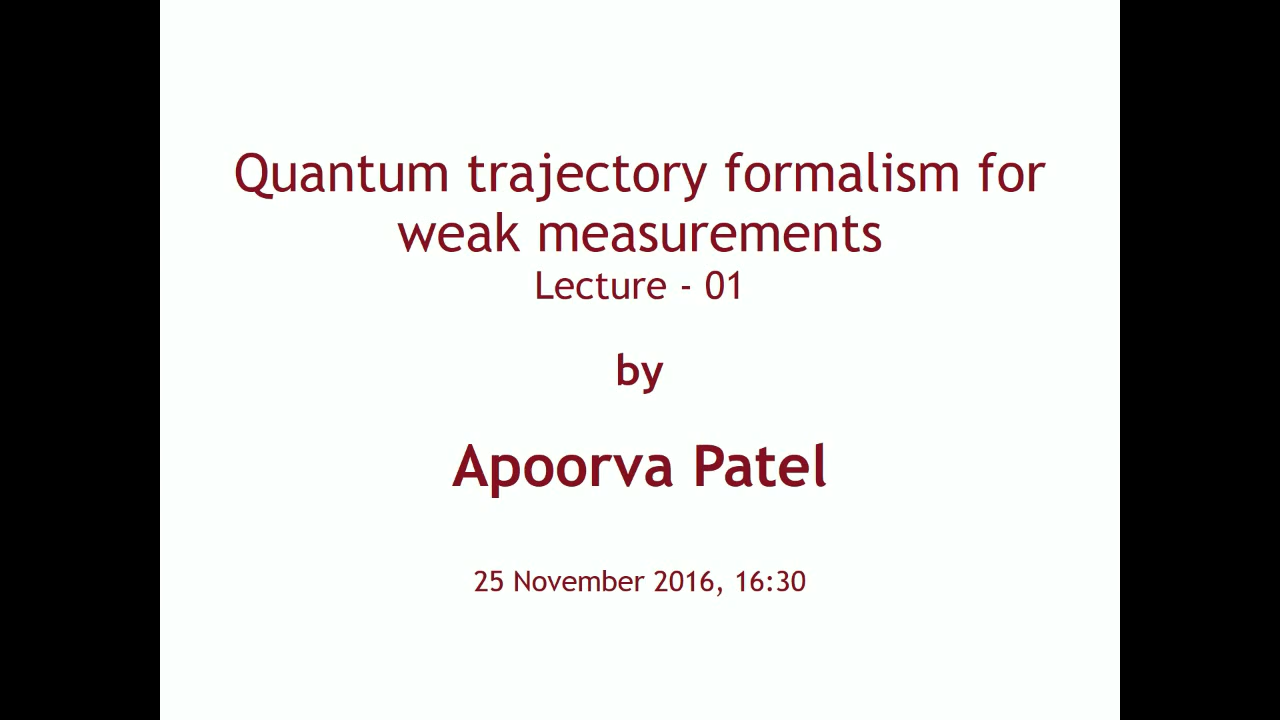 Quantum trajectory formalism for
weak measurements
Lecture - 01
by
Apoorva Patel
25 November 2016, 16:30